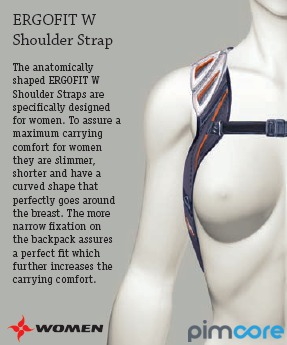 ERGOFIT W
Shoulder Strap
The anatomically
shaped ERGOFIT W
Shoulder Straps are
specifically designed
for women. To assure a
maximum carrying
comfort for women
they are slimmer,
shorter and have a
curved shape that
perfectly goes around
the breast. The more
narrow fixation on
the backpack assures
a perfect fit which
further increases the
carrying comfort.
WOMEN
pimcore